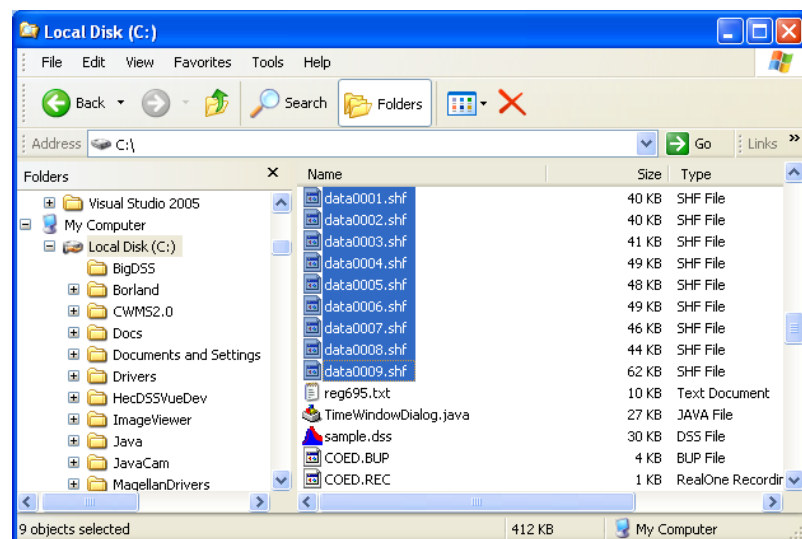 Local Disk (C:)
File Edit View Favorites Tools Help
Back Search Folders
Address C:\ Go Links »
Folders × Name Size Type
Visual Studio 2005
My Computer
Local Disk (C:)
BigDSS
Borland
CWMS2.0
Docs
Documents and Settings
Drivers
HecDSSVueDev
ImageViewer
Java
JavaCam
MagellanDrivers
data0001.shf 40 KB SHF File
data0002.shf 40 KB SHF File
data0003.shf 41 KB SHF File
data0004.shf 49 KB SHF File
data0005.shf 48 KB SHF File
data0006.shf 49 KB SHF File
data0007.shf 46 KB SHF File
data0008.shf 44 KB SHF File
data0009.shf 62 KB SHF File
reg695.txt 10 KB Text Document
TimeWindowDialog.java 27 KB JAVA File
sample.dss 30 KB DSS File
COED.BUP 4 KB BUP File
COED.REC 1 KB RealOne Recordir
9 objects selected 412 KB My Computer